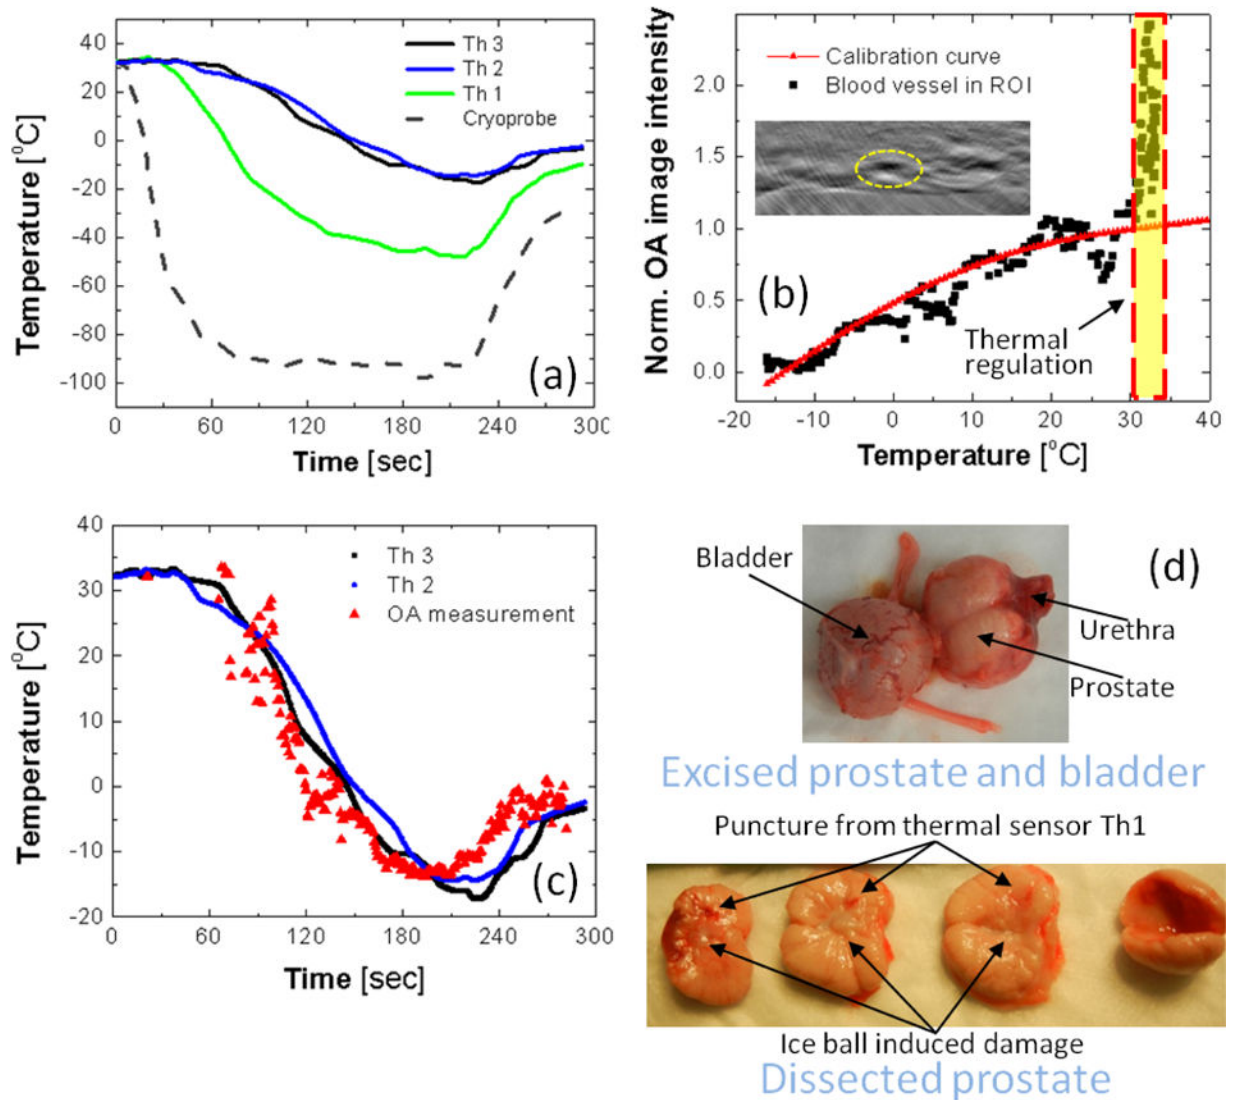 Temperature [°C]
40
20
0
-20
-40
-60
-80
-100
Th 3
Th 2
Th 1
Cryoprobe
(a)
0 60 120 180 240 300
Time [sec]
Norm. OA image intensity
2.0
1.5
1.0
0.5
0.0
Calibration curve
Blood vessel in ROI
(b)
Thermal
regulation
-20 -10 0 10 20 30 40
Temperature [°C]
Temperature [°C]
40
30
20
10
0
-10
-20
Th 3
Th 2
OA measurement
(c)
0 60 120 180 240 300
Time [sec]
Bladder
(d)
Urethra
Prostate
Excised prostate and bladder
Puncture from thermal sensor Th1
Ice ball induced damage
Dissected prostate